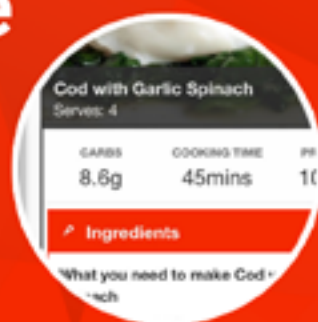 e
Cod with Garlic Spinach
Serves: 4
CARBS COOKING TIME
8.6g 45mins
Ingredients
What you need to make Cod